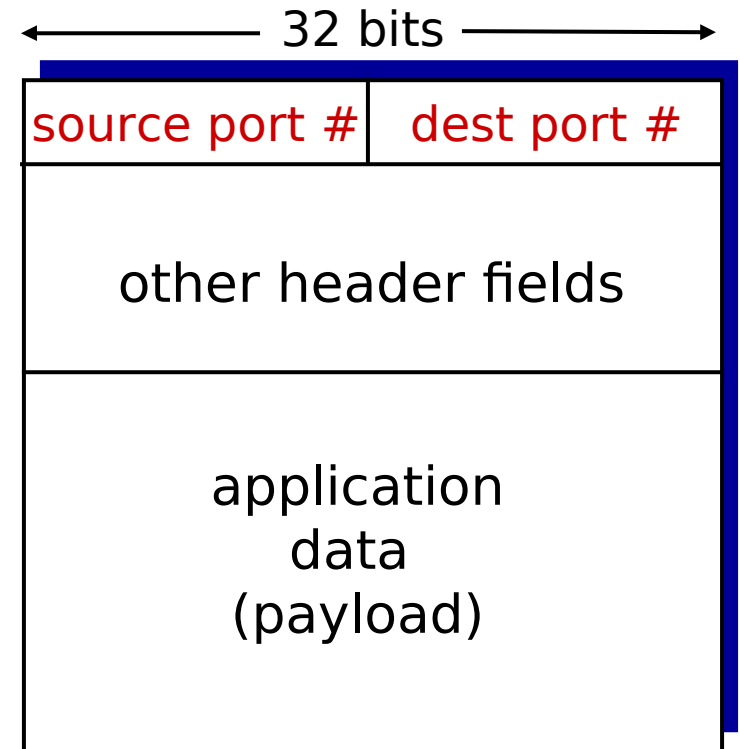 32 bits
source port # dest port #
other header fields
application
data
(payload)